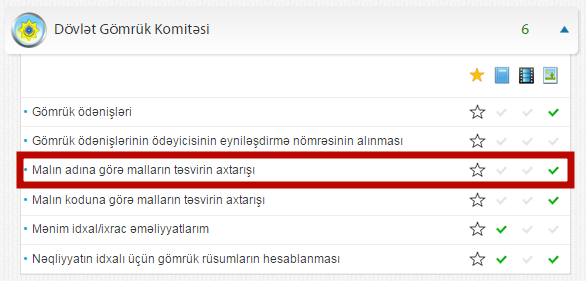 Dövlət Gömrük Komitəsi 6
Gömrük ödənişləri
Gömrük ödənişlərinin ödəyicisinin eyniləşdirmə nömrəsinin alınması
Malın adına görə malların təsvirin axtarışı
Malın koduna görə malların təsvirin axtarışı
Mənim idxal/ixrac əməliyyatlarım
Nəqliyyatın idxalı üçün gömrük rüsumların hesablanması